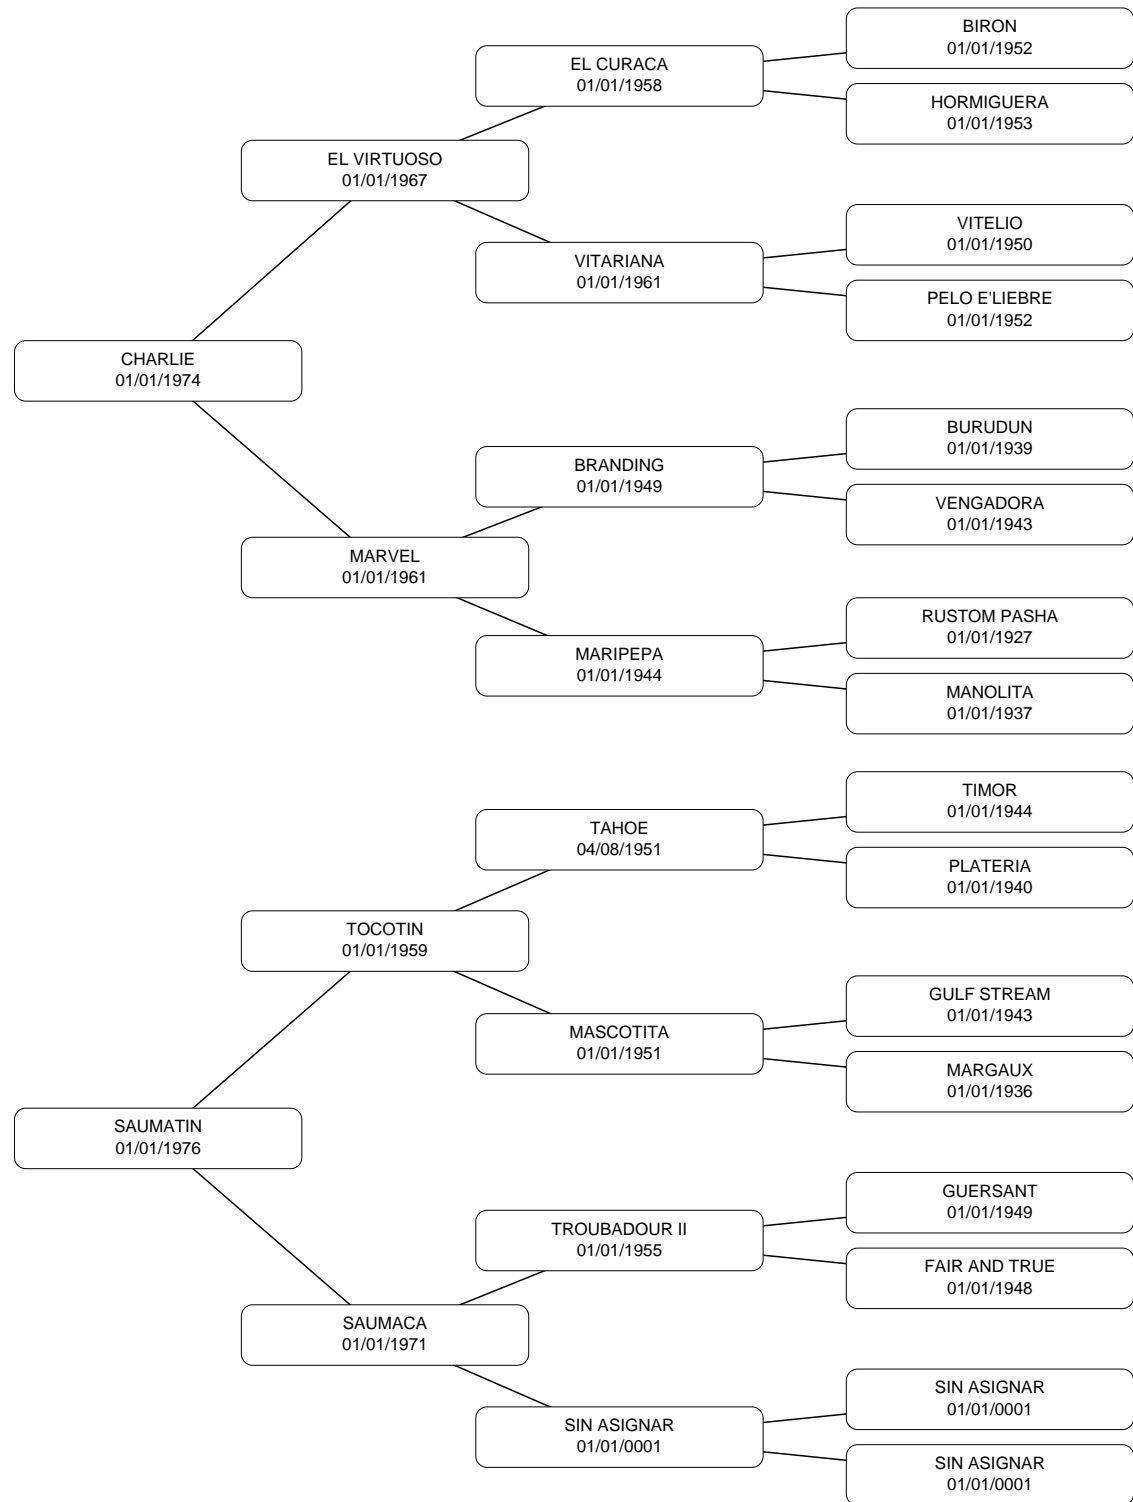 BIRON
01/01/1952
EL CURACA
01/01/1958
HORMIGUERA
01/01/1953
EL VIRTUOSO
01/01/1967
VITELIO
01/01/1950
VITARIANA
01/01/1961
PELO E'LIEBRE
01/01/1952
CHARLIE
01/01/1974
BURUDUN
01/01/1939
BRANDING
01/01/1949
VENGADORA
01/01/1943
MARVEL
01/01/1961
RUSTOM PASHA
01/01/1927
MARIPEPA
01/01/1944
MANOLITA
01/01/1937
TIMOR
01/01/1944
TAHOE
04/08/1951
PLATERIA
01/01/1940
TOCOTIN
01/01/1959
GULF STREAM
01/01/1943
MASCOTITA
01/01/1951
MARGAUX
01/01/1936
SAUMATIN
01/01/1976
GUERSANT
01/01/1949
TROUBADOUR II
01/01/1955
FAIR AND TRUE
01/01/1948
SAUMACA
01/01/1971
SIN ASIGNAR
01/01/0001
SIN ASIGNAR
01/01/0001
SIN ASIGNAR
01/01/0001